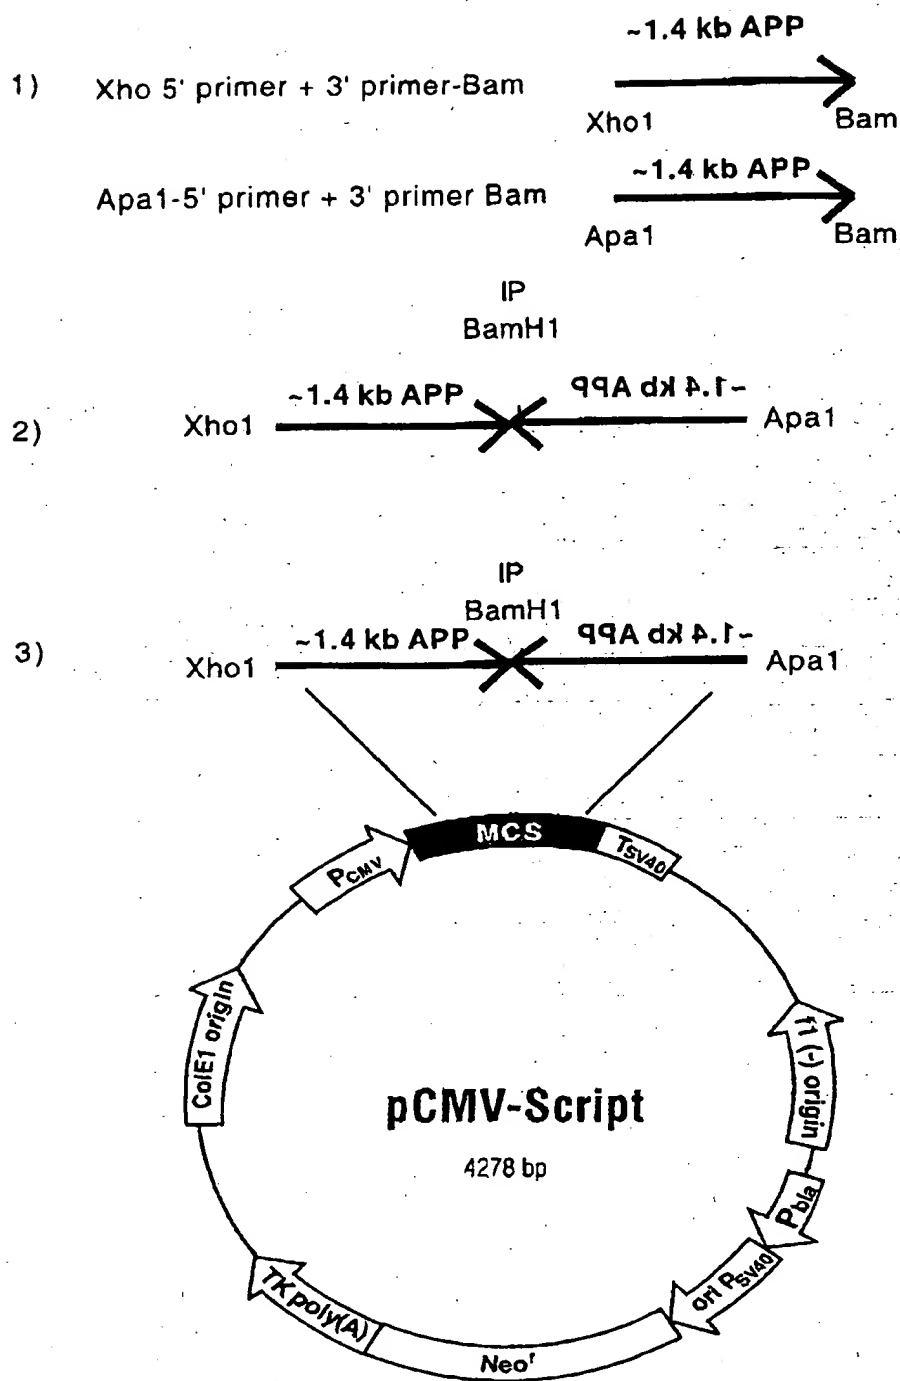 ~1.4 kb APP
1) Xho 5' primer + 3' primer-Bam
Xho1 Bam
~1.4 kb APP
Apa1-5' primer + 3' primer Bam
Apa1 Bam
IP
BamH1
~1.4 kb APP ~1.4 kb APP
2) Xho1 Apa1
IP
BamH1
~1.4 kb APP ~1.4 kb APP
3) Xho1 Apa1
MCS
PCMV
TSV40
ColE1 origin
f1 (-) origin
pCMV-Script
4278 bp
Pbla
ori PSV40
TK poly(A)
Neor